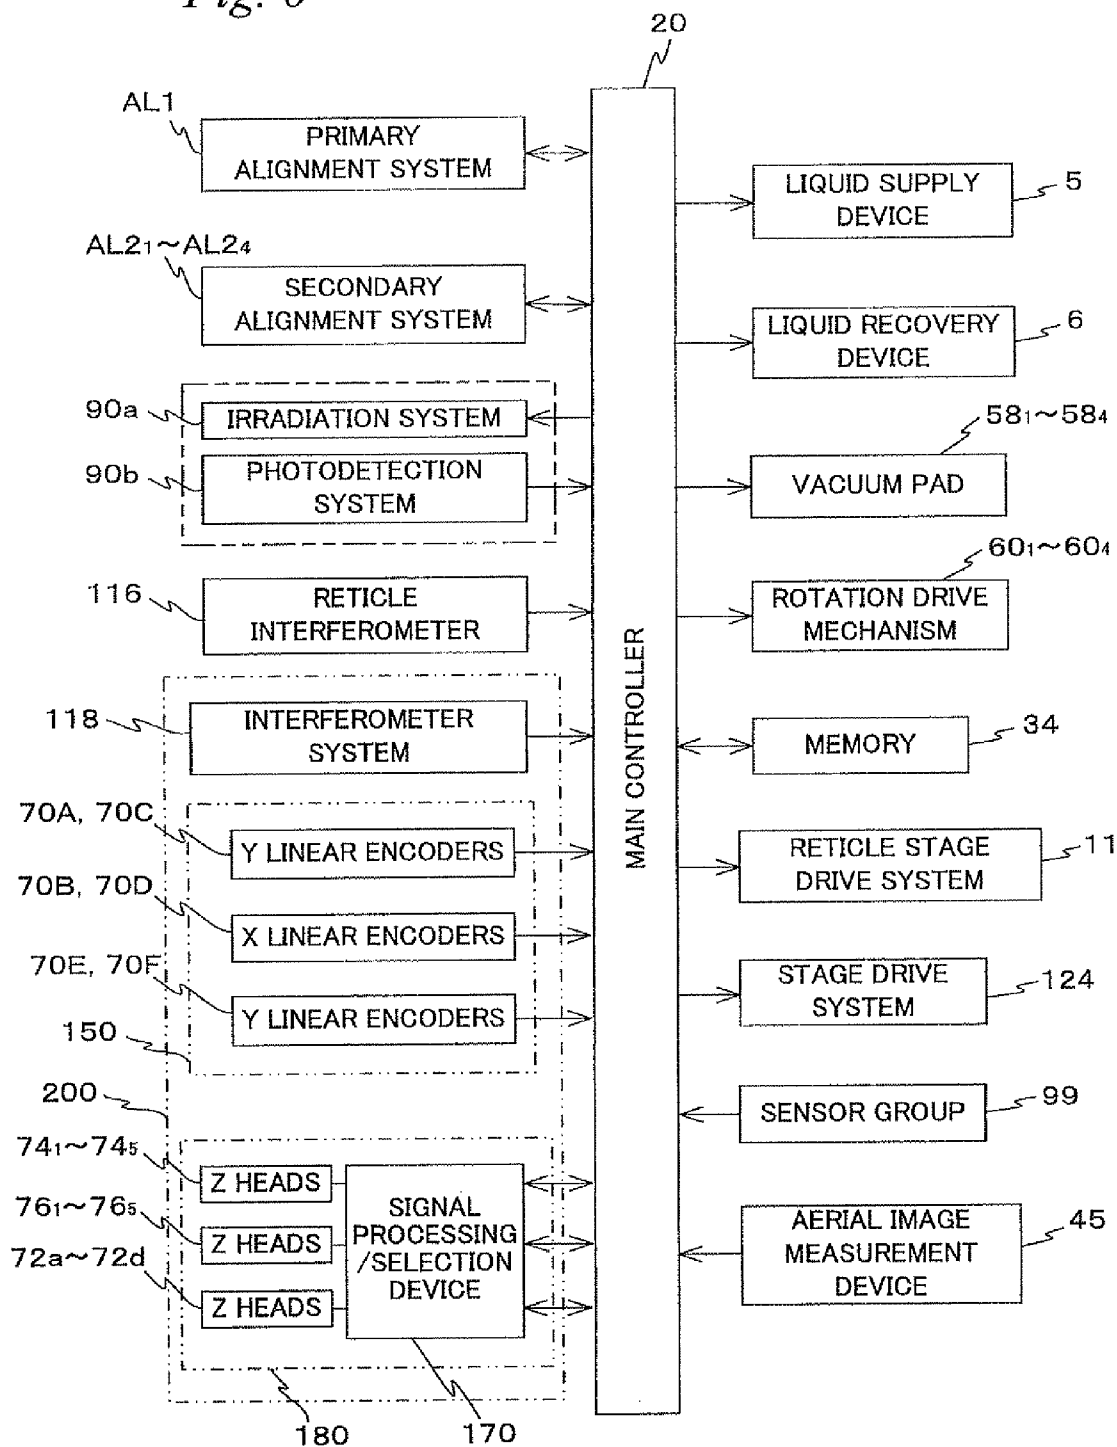 Fig. 6
20
AL1
PRIMARY
ALIGNMENT SYSTEM
AL2₁~AL2₄
SECONDARY
ALIGNMENT SYSTEM
90a
IRRADIATION SYSTEM
90b
PHOTODETECTION
SYSTEM
116
RETICLE
INTERFEROMETER
118
INTERFEROMETER
SYSTEM
70A, 70C
Y LINEAR ENCODERS
70B, 70D
X LINEAR ENCODERS
70E, 70F
Y LINEAR ENCODERS
150
200
74₁~74₅
Z HEADS
76₁~76₅
Z HEADS
72a~72d
Z HEADS
SIGNAL
PROCESSING
/SELECTION
DEVICE
180
170
MAIN CONTROLLER
LIQUID SUPPLY
DEVICE
5
LIQUID RECOVERY
DEVICE
6
58₁~58₄
VACUUM PAD
60₁~60₄
ROTATION DRIVE
MECHANISM
MEMORY
34
RETICLE STAGE
DRIVE SYSTEM
11
STAGE DRIVE
SYSTEM
124
SENSOR GROUP
99
AERIAL IMAGE
MEASUREMENT
DEVICE
45